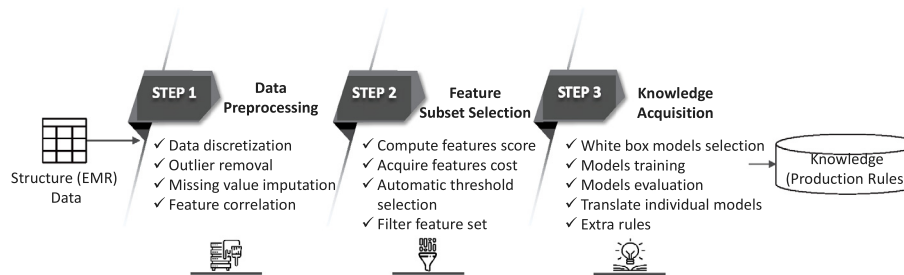 STEP 1
Data
Preprocessing
STEP 2
Feature
Subset Selection
STEP 3
Knowledge
Acquisition
Structure (EMR)
Data
✓ Data discretization
✓ Outlier removal
✓ Missing value imputation
✓ Feature correlation
✓ Compute features score
✓ Acquire features cost
✓ Automatic threshold
selection
✓ Filter feature set
✓ White box models selection
✓ Models training
✓ Models evaluation
✓ Translate individual models
✓ Extra rules
Knowledge
(Production Rules